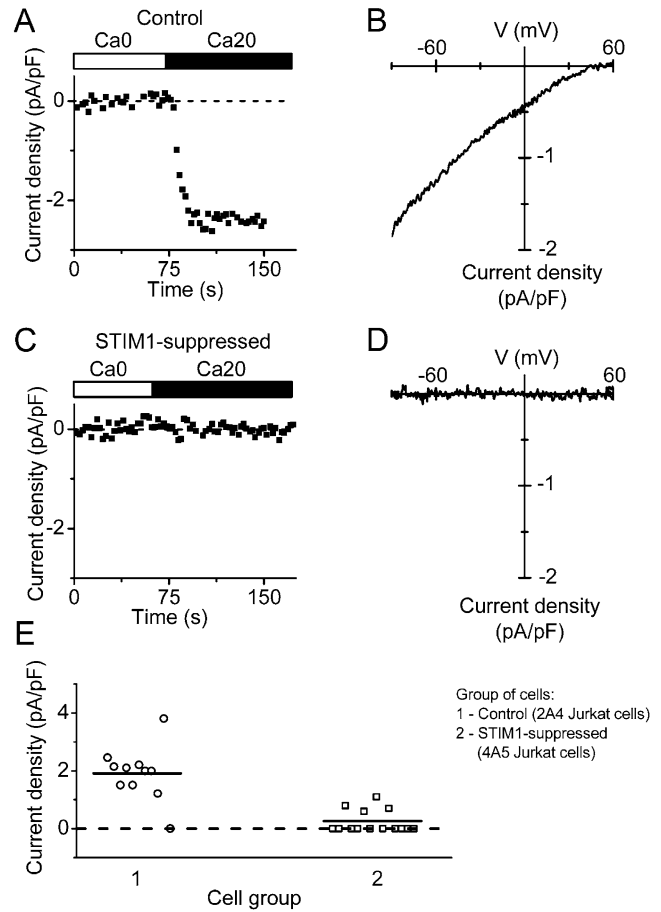 A
Control
Ca0 Ca20
Current density (pA/pF)
0
-2
0 75 150
Time (s)
B
V (mV)
-60 60
-1
-2
Current density
(pA/pF)
C
STIM1-suppressed
Ca0 Ca20
Current density (pA/pF)
0
-2
0 75 150
Time (s)
D
V (mV)
-60 60
-1
-2
Current density
(pA/pF)
E
Current density (pA/pF)
4
2
0
1 2
Cell group
Group of cells:
1 - Control (2A4 Jurkat cells)
2 - STIM1-suppressed
(4A5 Jurkat cells)